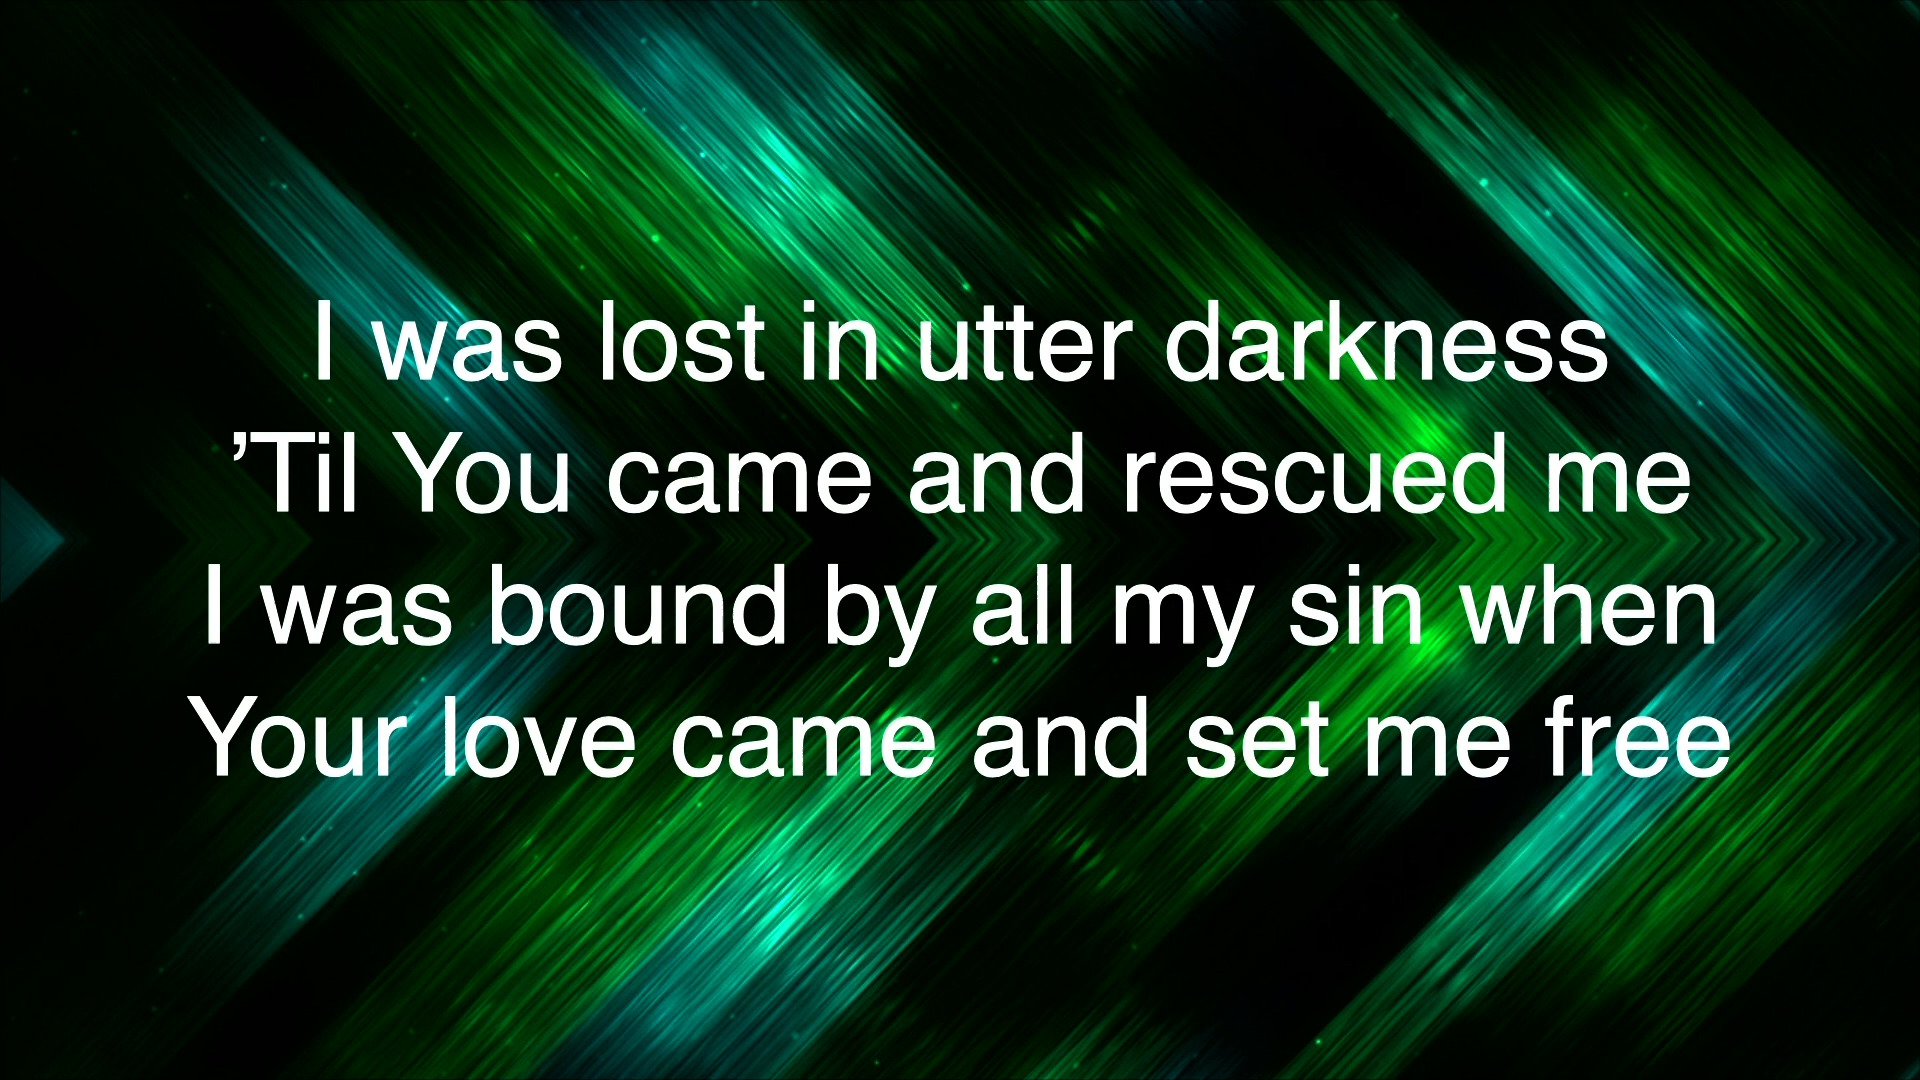 I was lost in utter darkness
’Til You came and rescued me
I was bound by all my sin when
Your love came and set me free